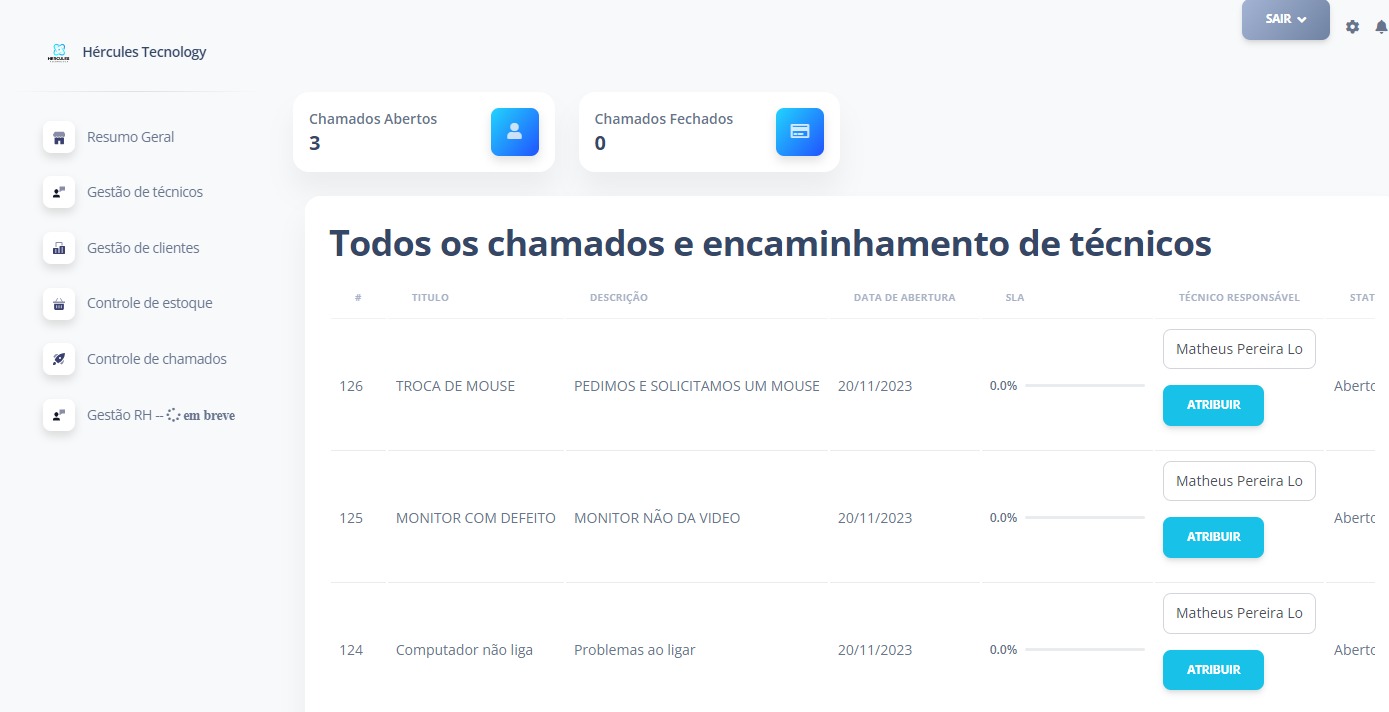 SAIR
HÉRCULES
Hércules Tecnology
Chamados Abertos
3
Chamados Fechados
0
Resumo Geral
Gestão de técnicos
Gestão de clientes
Controle de estoque
Controle de chamados
Gestão RH -- em breve
Todos os chamados e encaminhamento de técnicos
# TITULO DESCRIÇÃO DATA DE ABERTURA SLA TÉCNICO RESPONSÁVEL STAT
Matheus Pereira Lo
126 TROCA DE MOUSE PEDIMOS E SOLICITAMOS UM MOUSE 20/11/2023 0.0% Aberto
ATRIBUIR
Matheus Pereira Lo
125 MONITOR COM DEFEITO MONITOR NÃO DA VIDEO 20/11/2023 0.0% Aberto
ATRIBUIR
Matheus Pereira Lo
124 Computador não liga Problemas ao ligar 20/11/2023 0.0% Aberto
ATRIBUIR